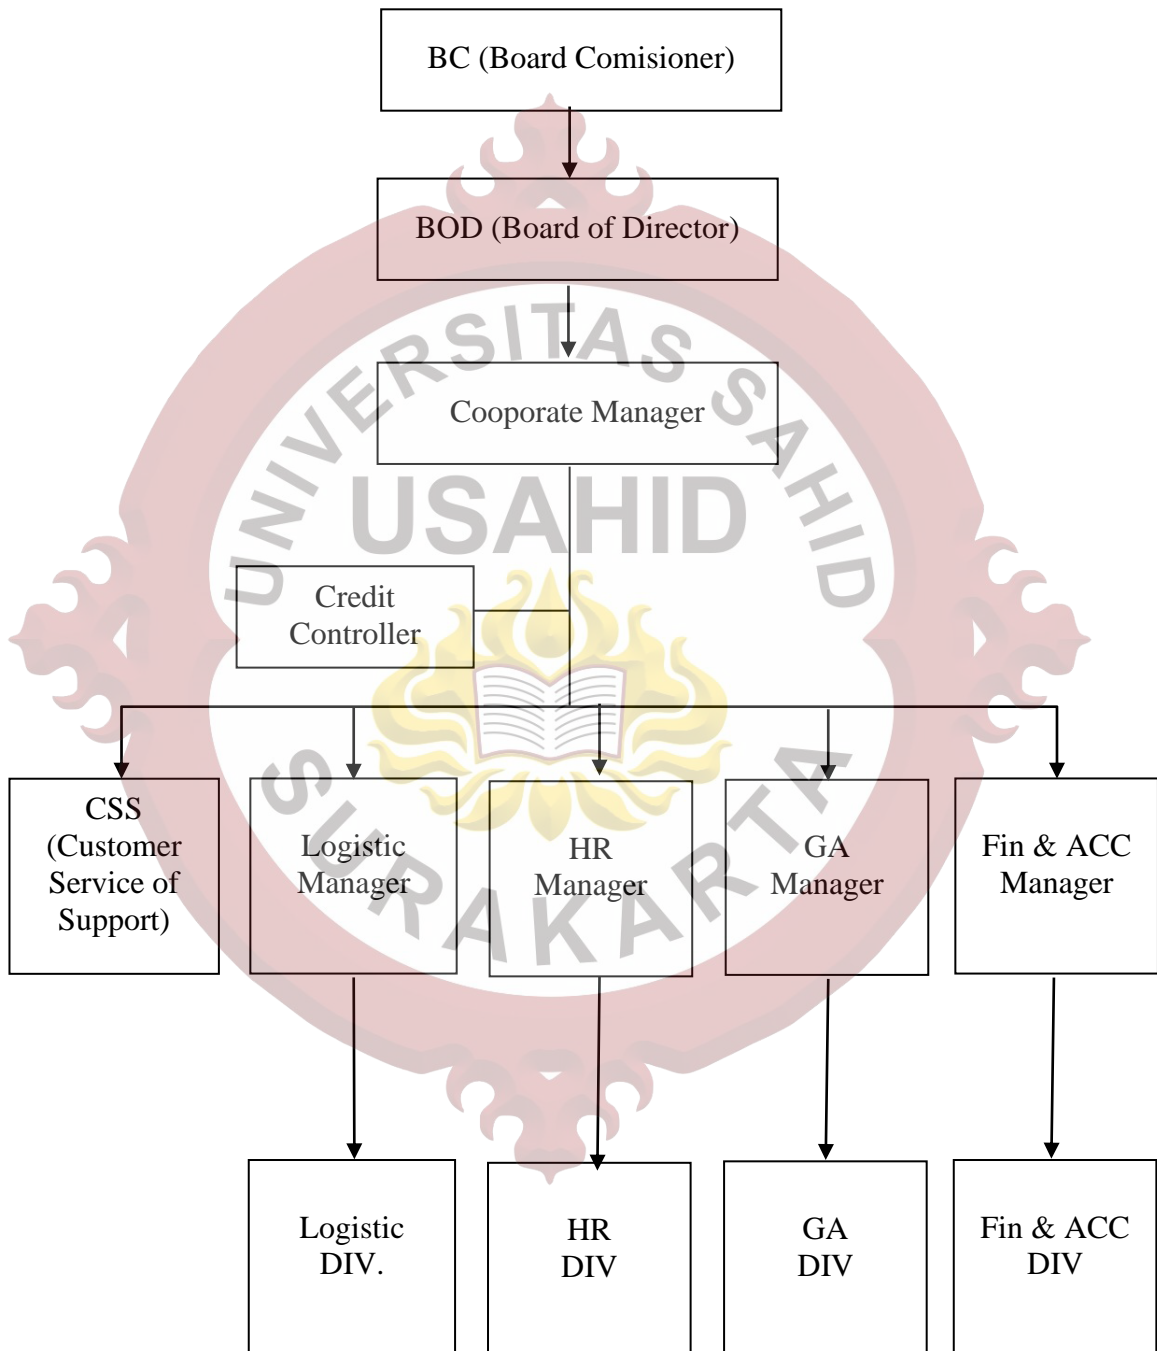 BC (Board Comisioner)
BOD (Board of Director)
UNIVERSITAS SAHID
Cooporate Manager
USAHID
Credit
Controller
CSS
(Customer
Service of
Support)
Logistic
Manager
HR
Manager
GA
Manager
Fin & ACC
Manager
SURAKARTA
Logistic
DIV.
HR
DIV
GA
DIV
Fin & ACC
DIV